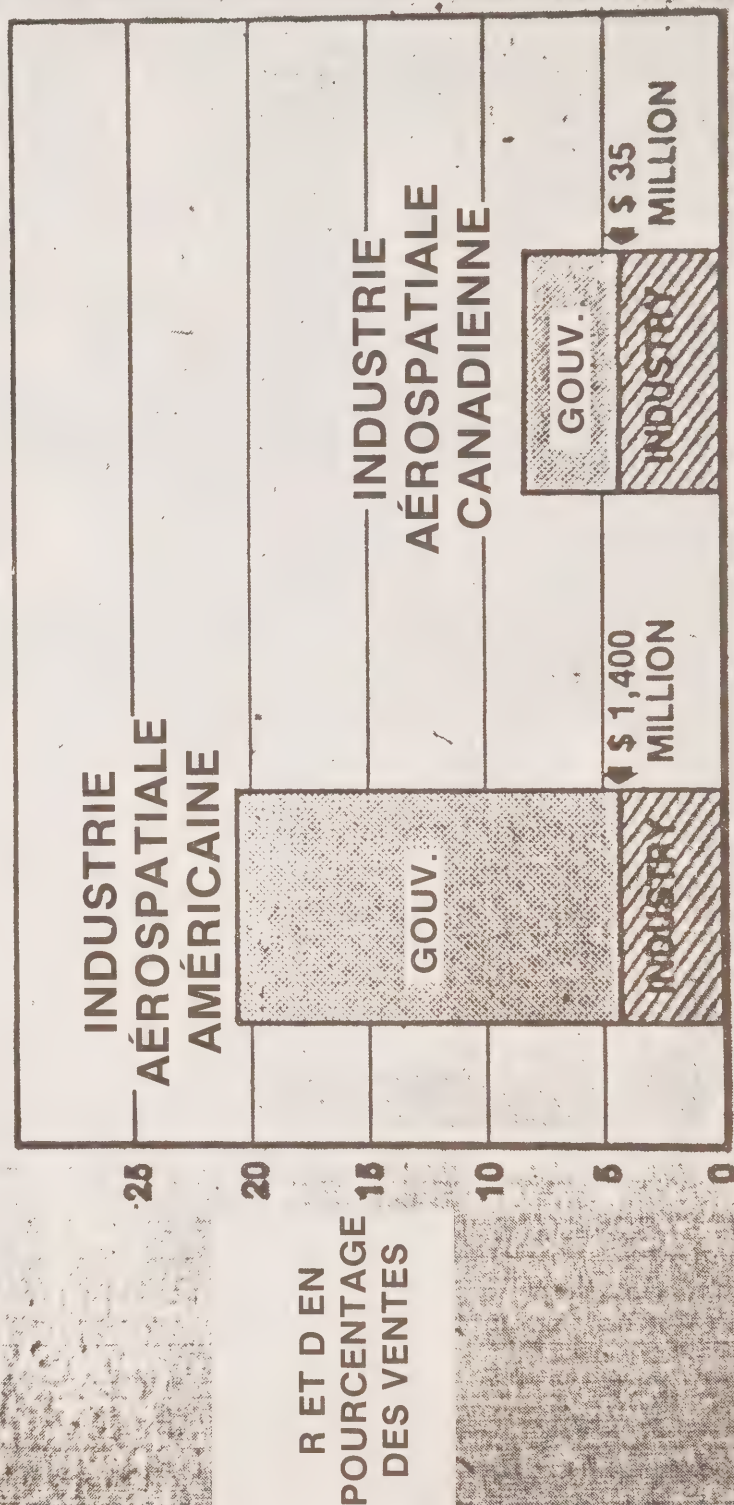 R ET D EN
POURCENTAGE
DES VENTES
25
20
15
10
5
0
INDUSTRIE
AÉROSPATIALE
AMÉRICAINE
GOUV.
INDUSTRY
$ 1,400
MILLION
INDUSTRIE
AÉROSPATIALE
CANADIENNE
GOUV.
INDUSTRY
$ 35
MILLION